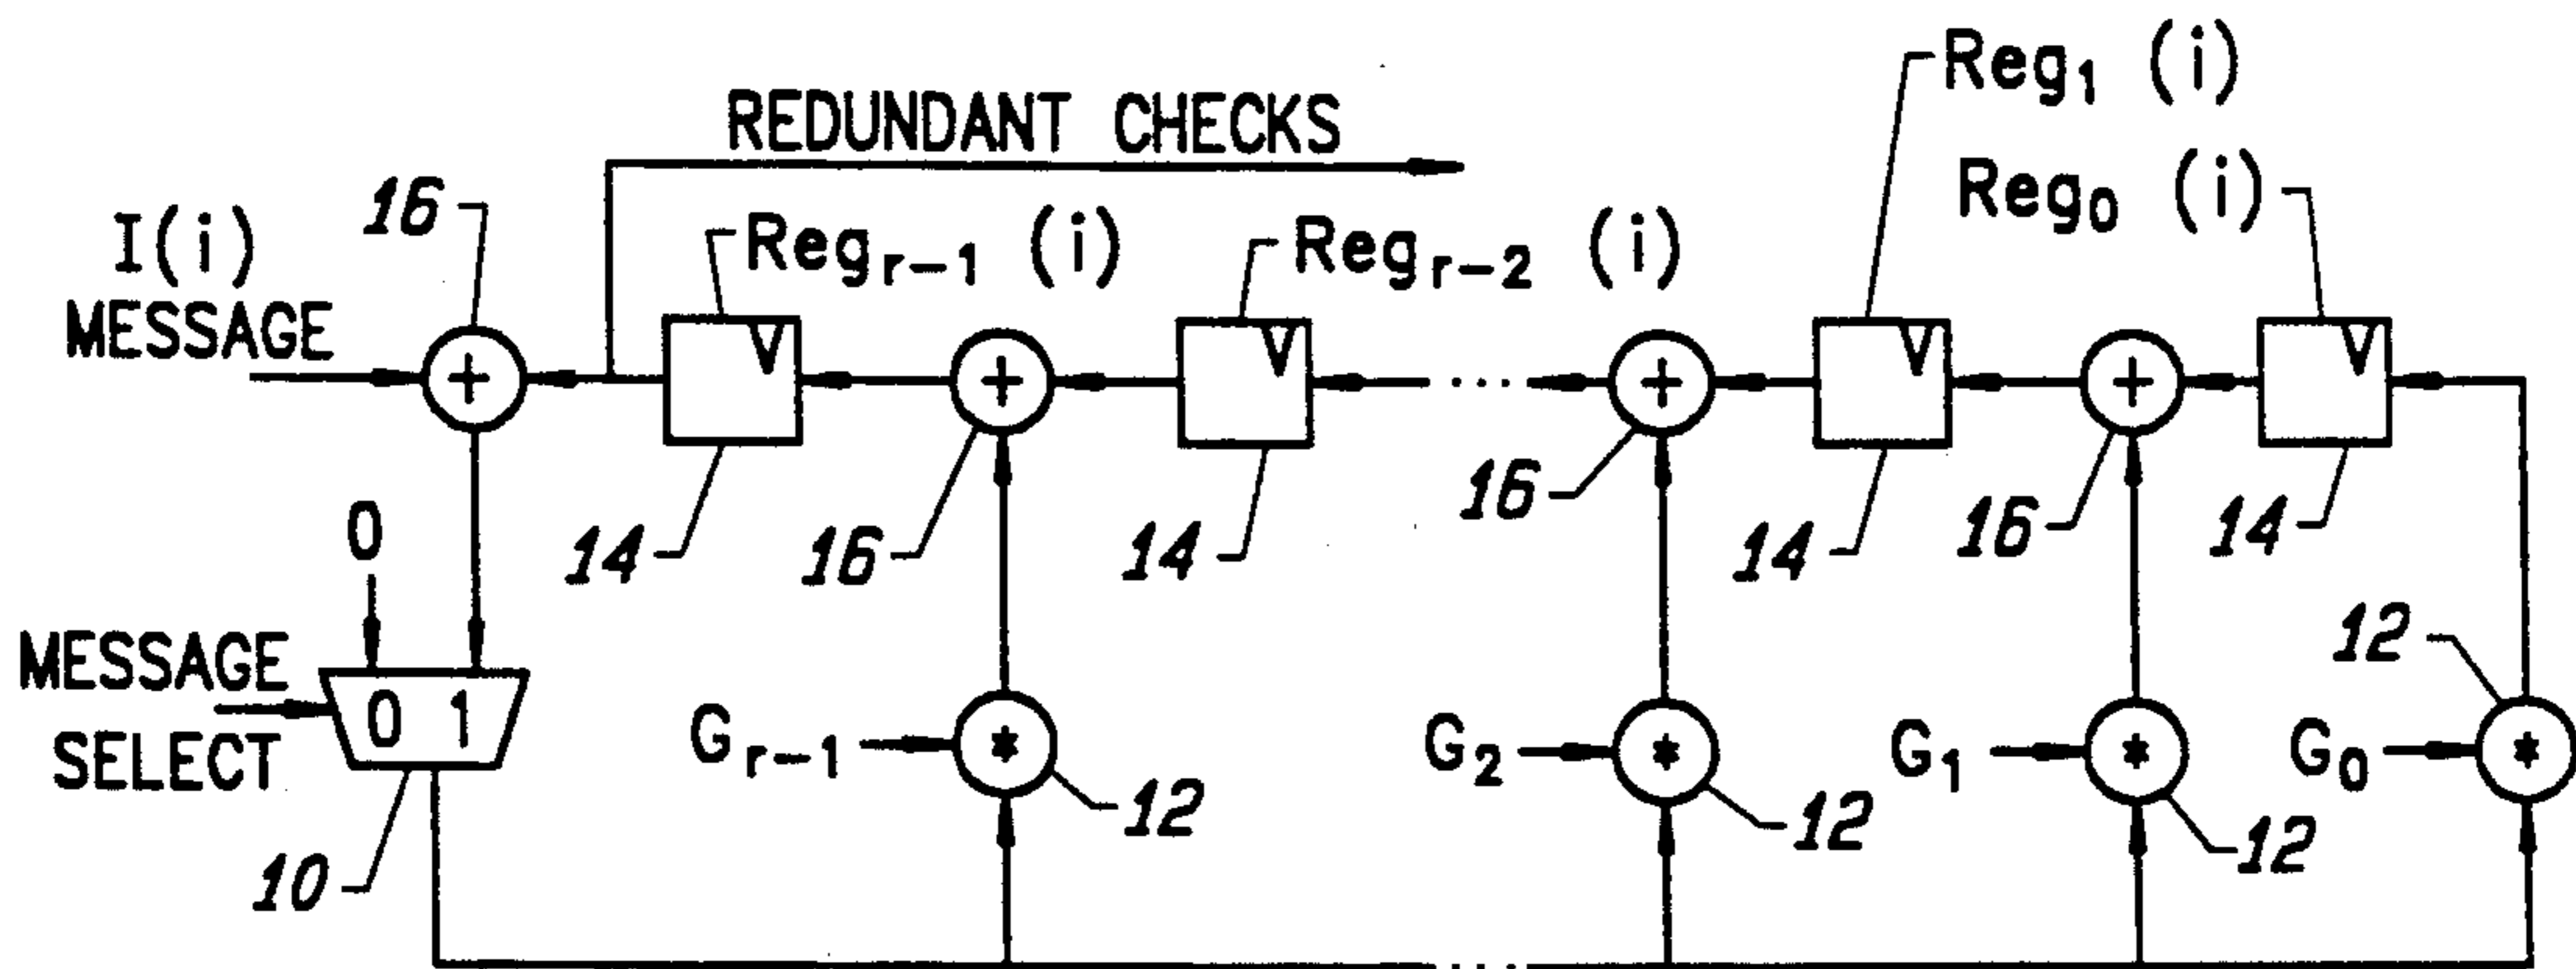 REDUNDANT CHECKS
Reg₁ (i)
Reg₀ (i)
I(i)
MESSAGE
16
Regᵣ₋₁ (i)
Regᵣ₋₂ (i)
+
+
+
+
14
16
14
16
14
16
14
0
MESSAGE
SELECT
0 1
10
Gᵣ₋₁
*
12
G₂
*
12
G₁
*
12
G₀
*
12